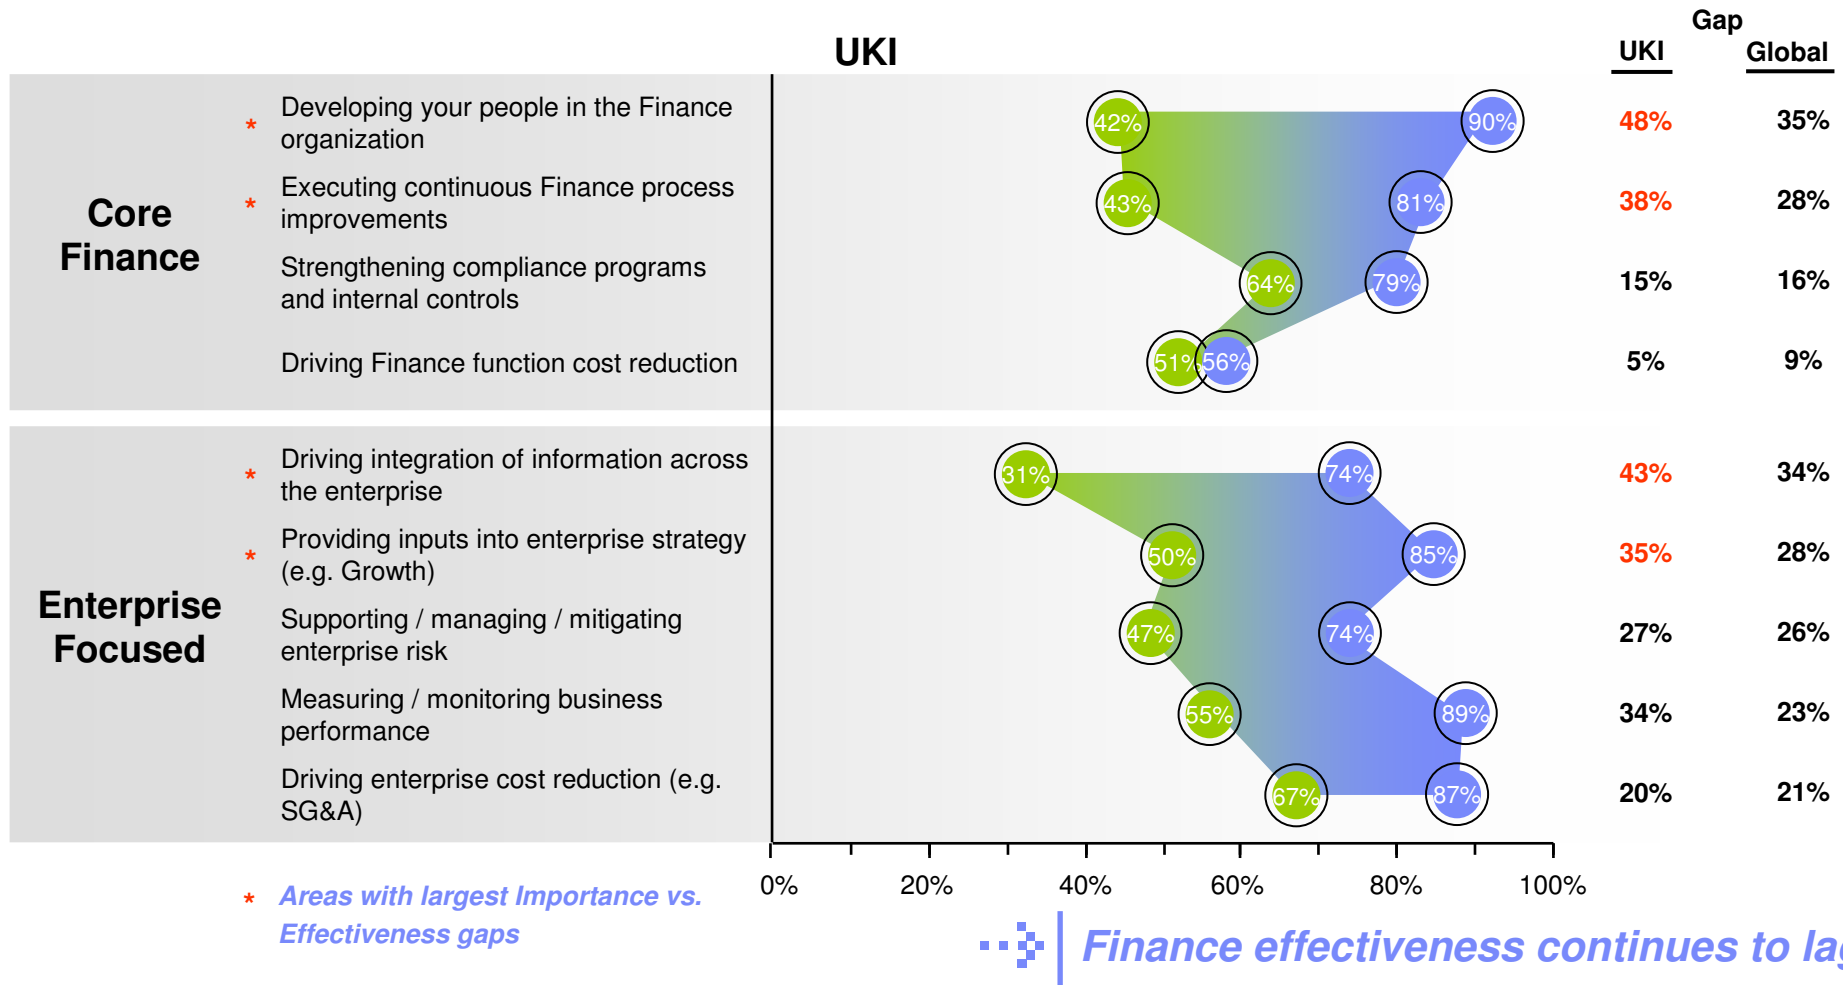 Gap
UKI
UKI Global
Core
Finance
* Developing your people in the Finance
organization
42% 90% 48% 35%
* Executing continuous Finance process
improvements
43% 81% 38% 28%
Strengthening compliance programs
and internal controls
64% 79% 15% 16%
Driving Finance function cost reduction
51% 56% 5% 9%
Enterprise
Focused
* Driving integration of information across
the enterprise
31% 74% 43% 34%
* Providing inputs into enterprise strategy
(e.g. Growth)
50% 85% 35% 28%
Supporting / managing / mitigating
enterprise risk
47% 74% 27% 26%
Measuring / monitoring business
performance
55% 89% 34% 23%
Driving enterprise cost reduction (e.g.
SG&A)
67% 87% 20% 21%
0% 20% 40% 60% 80% 100%
* Areas with largest Importance vs.
Effectiveness gaps
Finance effectiveness continues to